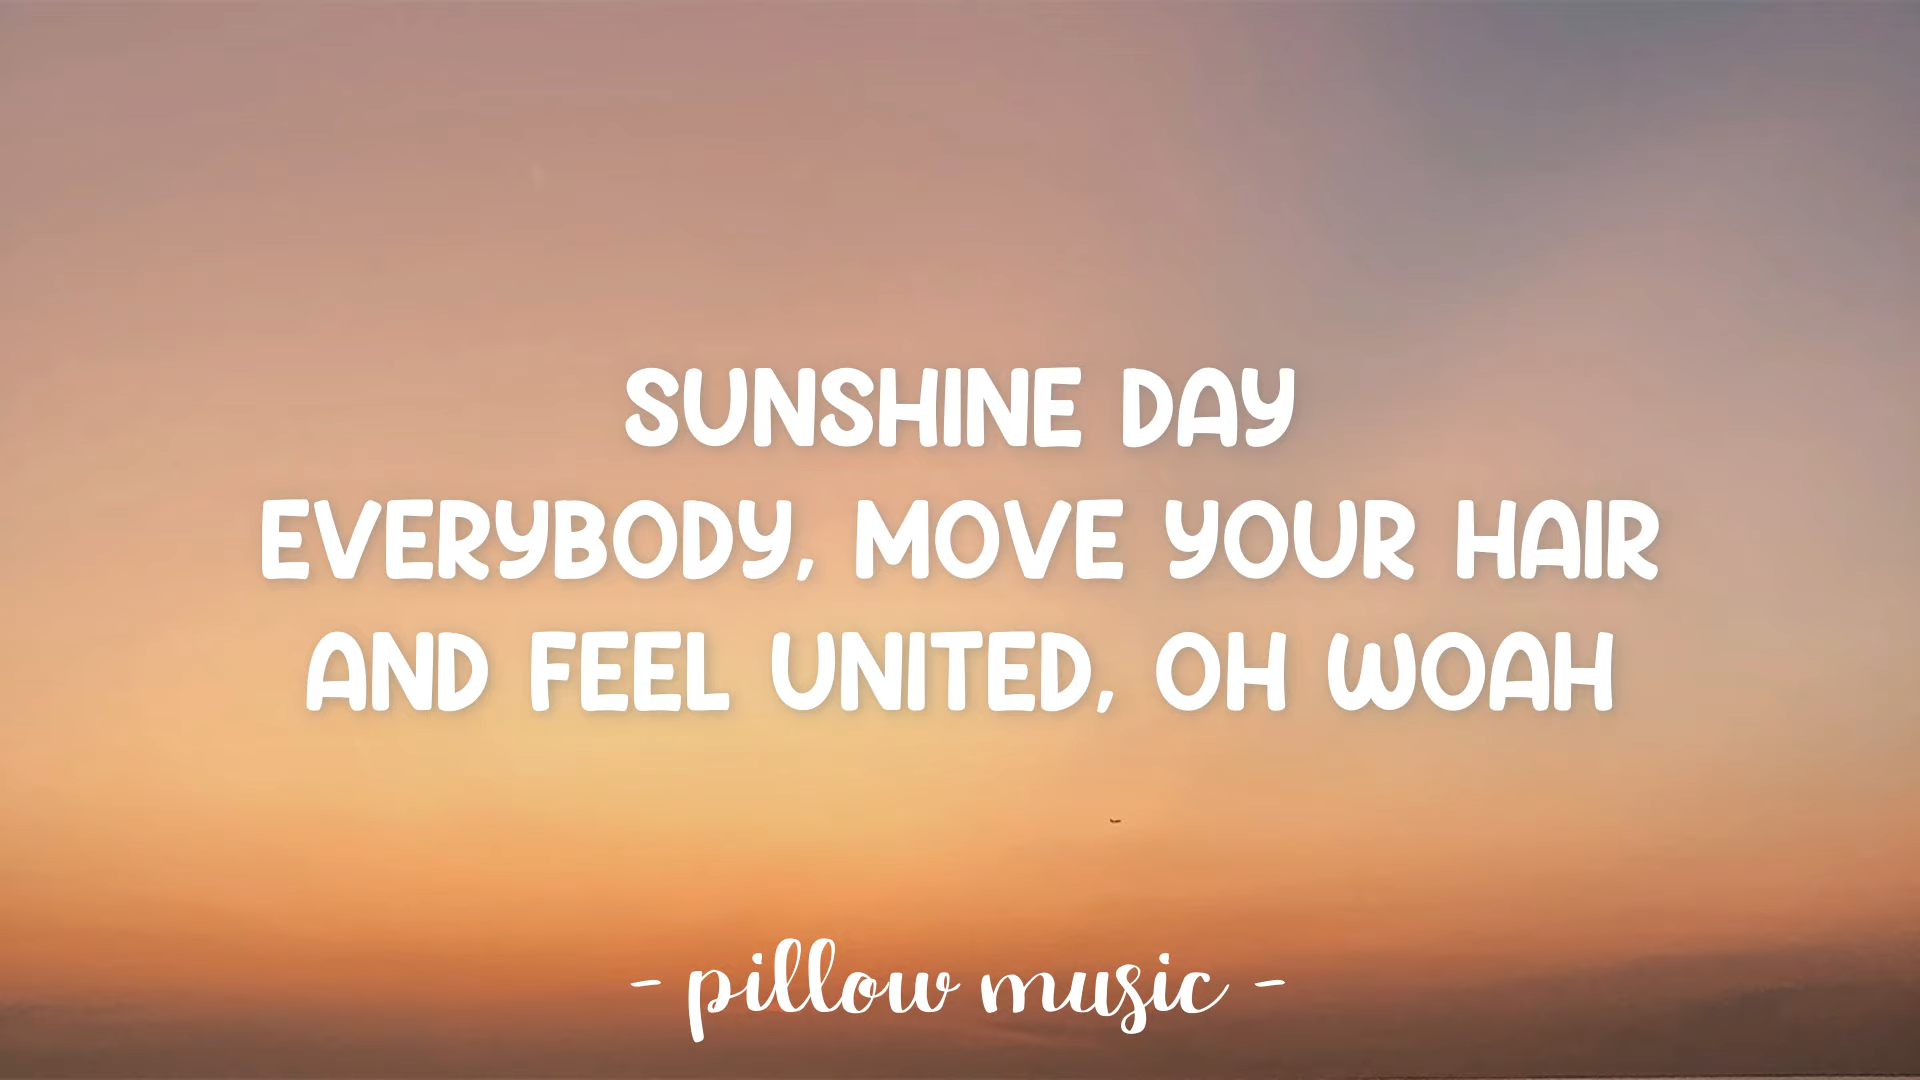 SUNSHINE DAY
EVERYBODY, MOVE YOUR HAIR
AND FEEL UNITED, OH WOAH
- pillow music -